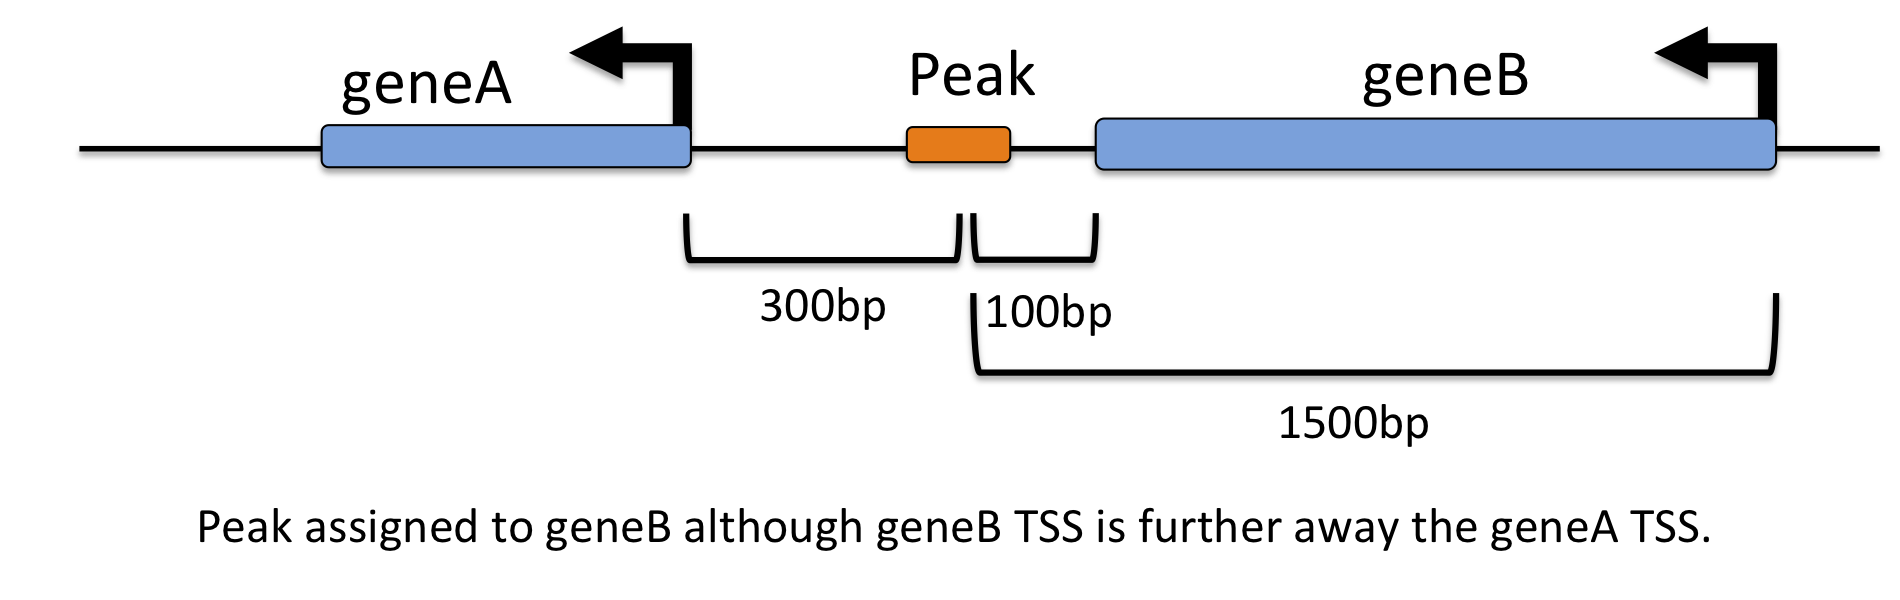 geneA
Peak
geneB
300bp
100bp
1500bp
Peak assigned to geneB although geneB TSS is further away the geneA TSS.